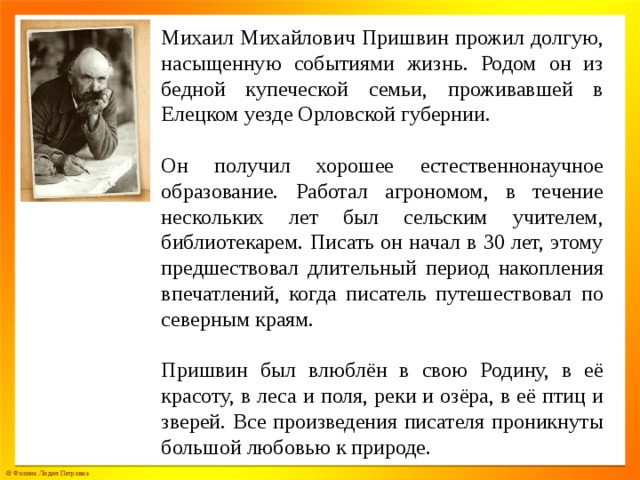 Михаил Михайлович Пришвин прожил долгую,
насыщенную событиями жизнь. Родом он из
бедной купеческой семьи, проживавшей в
Елецком уезде Орловской губернии.
Он получил хорошее естественнонаучное
образование. Работал агрономом, в течение
нескольких лет был сельским учителем,
библиотекарем. Писать он начал в 30 лет, этому
предшествовал длительный период накопления
впечатлений, когда писатель путешествовал по
северным краям.
Пришвин был влюблён в свою Родину, в её
красоту, в леса и поля, реки и озёра, в её птиц и
зверей. Все произведения писателя проникнуты
большой любовью к природе.
© Фокина Лидия Петровна